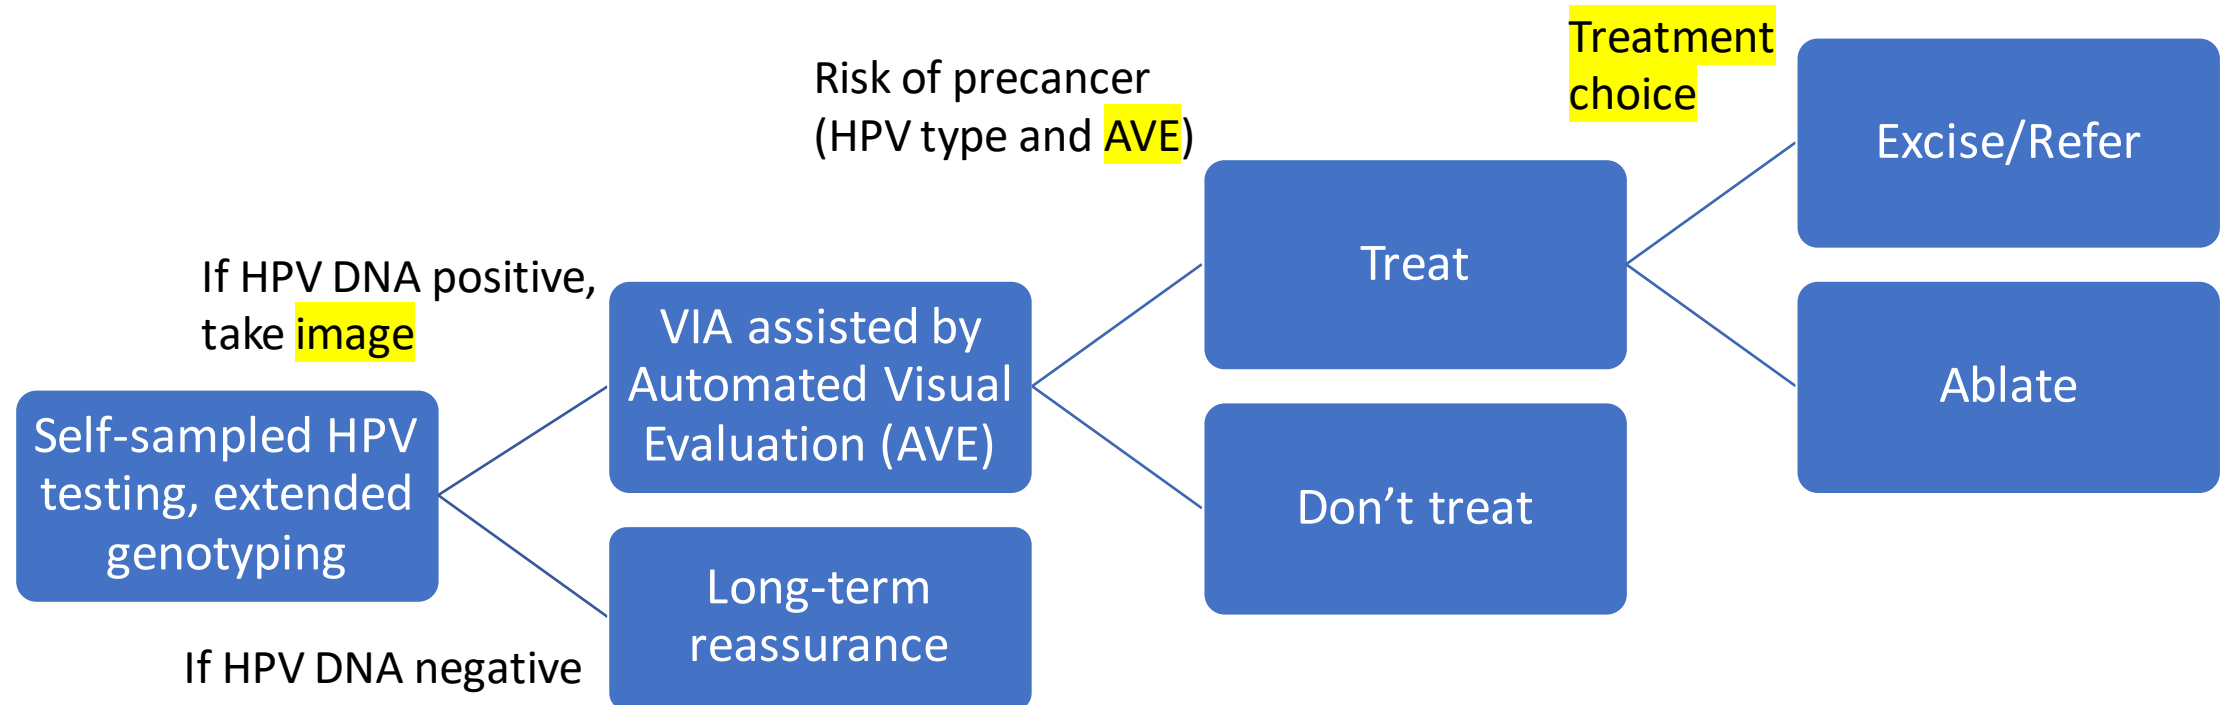 Treatment
choice
Risk of precancer
(HPV type and AVE)
Excise/Refer
Treat
If HPV DNA positive,
take image
VIA assisted by
Automated Visual
Evaluation (AVE)
Ablate
Self-sampled HPV
testing, extended
genotyping
Don’t treat
Long-term
reassurance
If HPV DNA negative